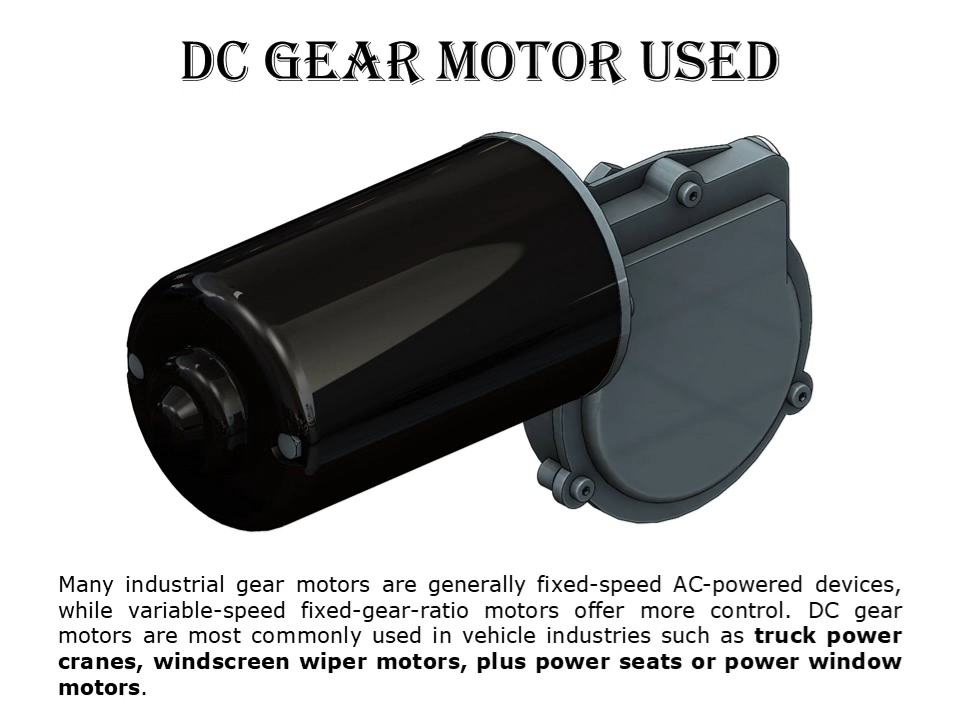 DC GEAR MOTOR USED
Many industrial gear motors are generally fixed-speed AC-powered devices,
while variable-speed fixed-gear-ratio motors offer more control. DC gear
motors are most commonly used in vehicle industries such as truck power
cranes, windscreen wiper motors, plus power seats or power window
motors.